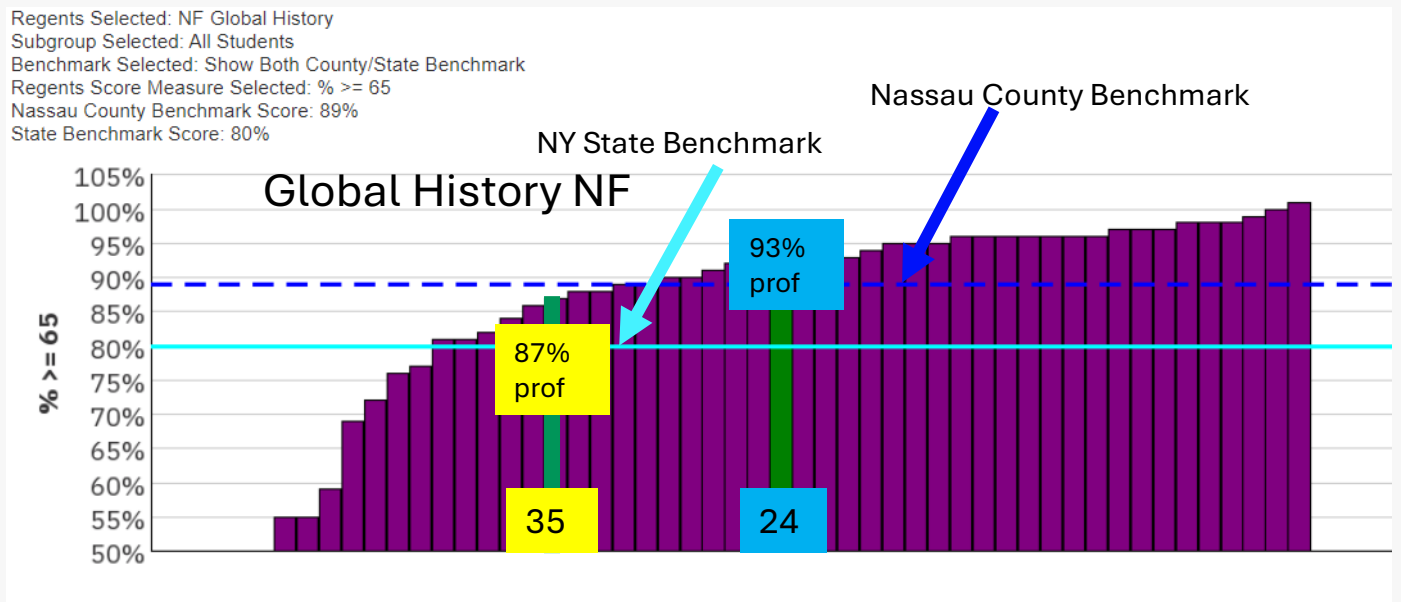 Regents Selected: NF Global History
Subgroup Selected: All Students
Benchmark Selected: Show Both County/State Benchmark
Regents Score Measure Selected: % >= 65
Nassau County Benchmark Score: 89%
State Benchmark Score: 80%
Nassau County Benchmark
NY State Benchmark
Global History NF
105%
100%
95%
90%
85%
80%
75%
70%
65%
60%
55%
50%
% >= 65
93%
prof
87%
prof
35
24